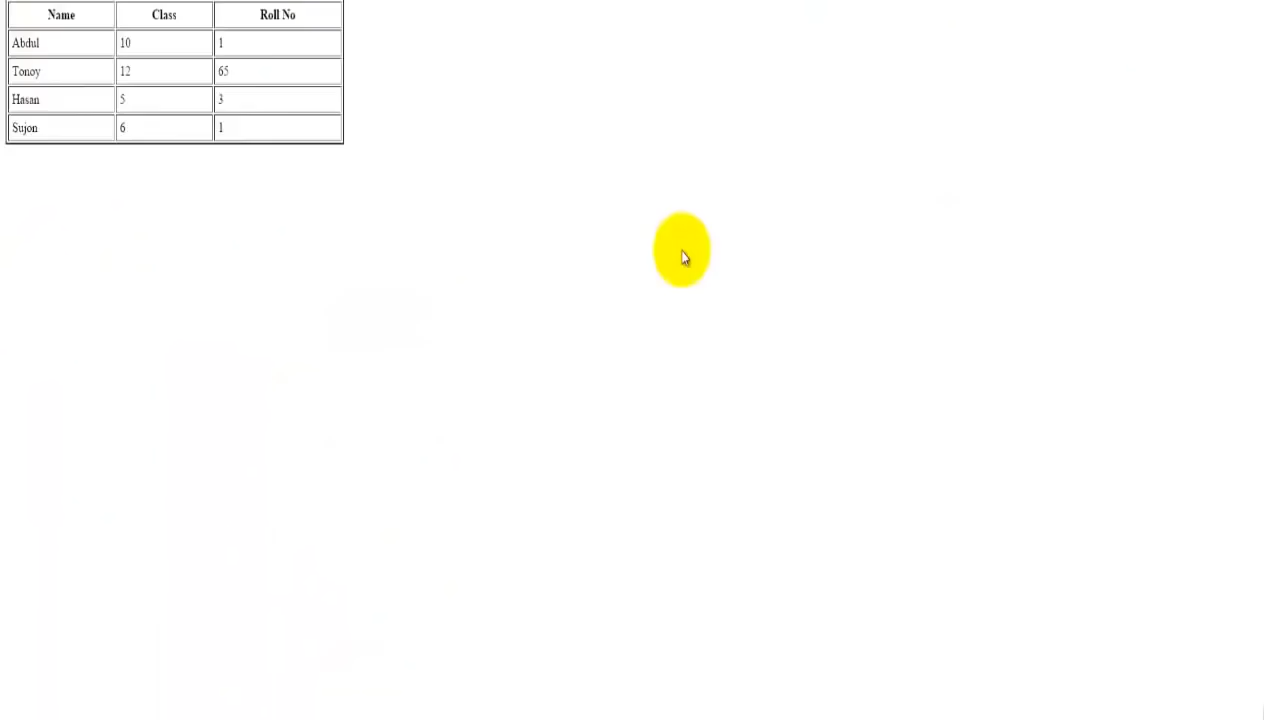 Name Class Roll No
Abdul 10 1
Tonoy 12 65
Hasan 5 3
Sujon 6 1